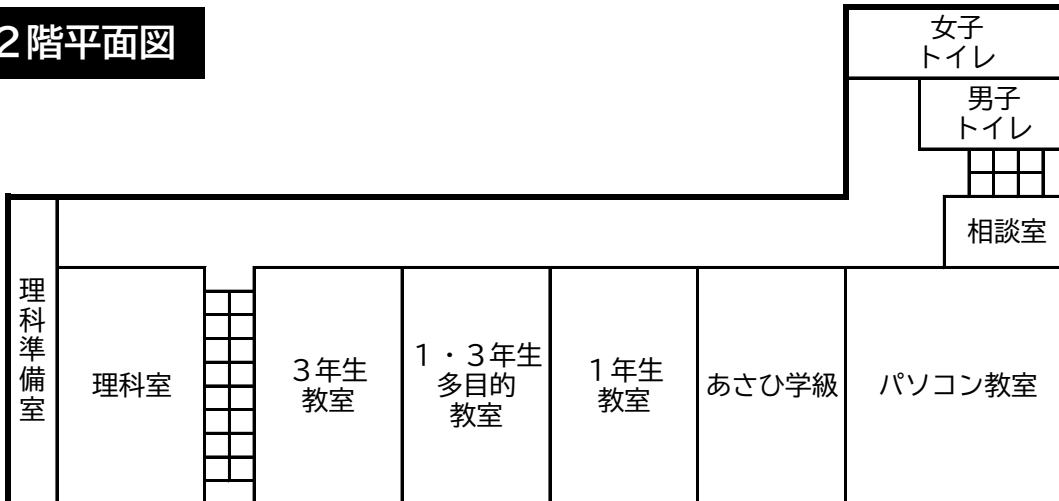 2階平面図
女子
トイレ
男子
トイレ
相談室
理科準備室
理科室
3年生
教室
1・3年生
多目的
教室
1年生
教室
あさひ学級
パソコン教室